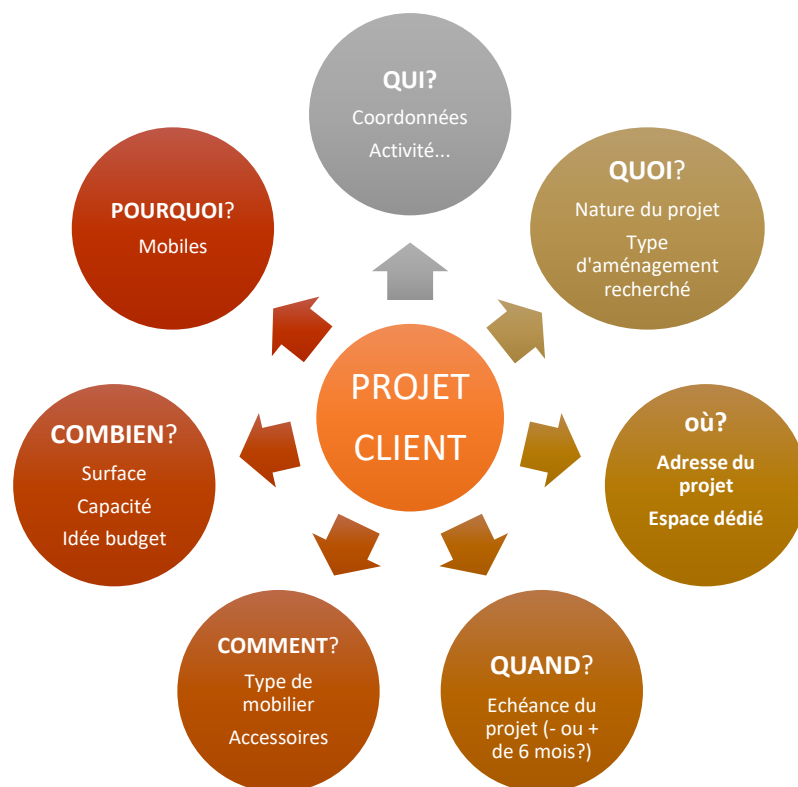 QUI?
Coordonnées
Activité...
QUOI?
Nature du projet
Type
d'aménagement
recherché
où?
Adresse du
projet
Espace dédié
QUAND?
Echéance du
projet (- ou +
de 6 mois?)
COMMENT?
Type de
mobilier
Accessoires
COMBIEN?
Surface
Capacité
Idée budget
POURQUOI?
Mobiles
PROJET
CLIENT